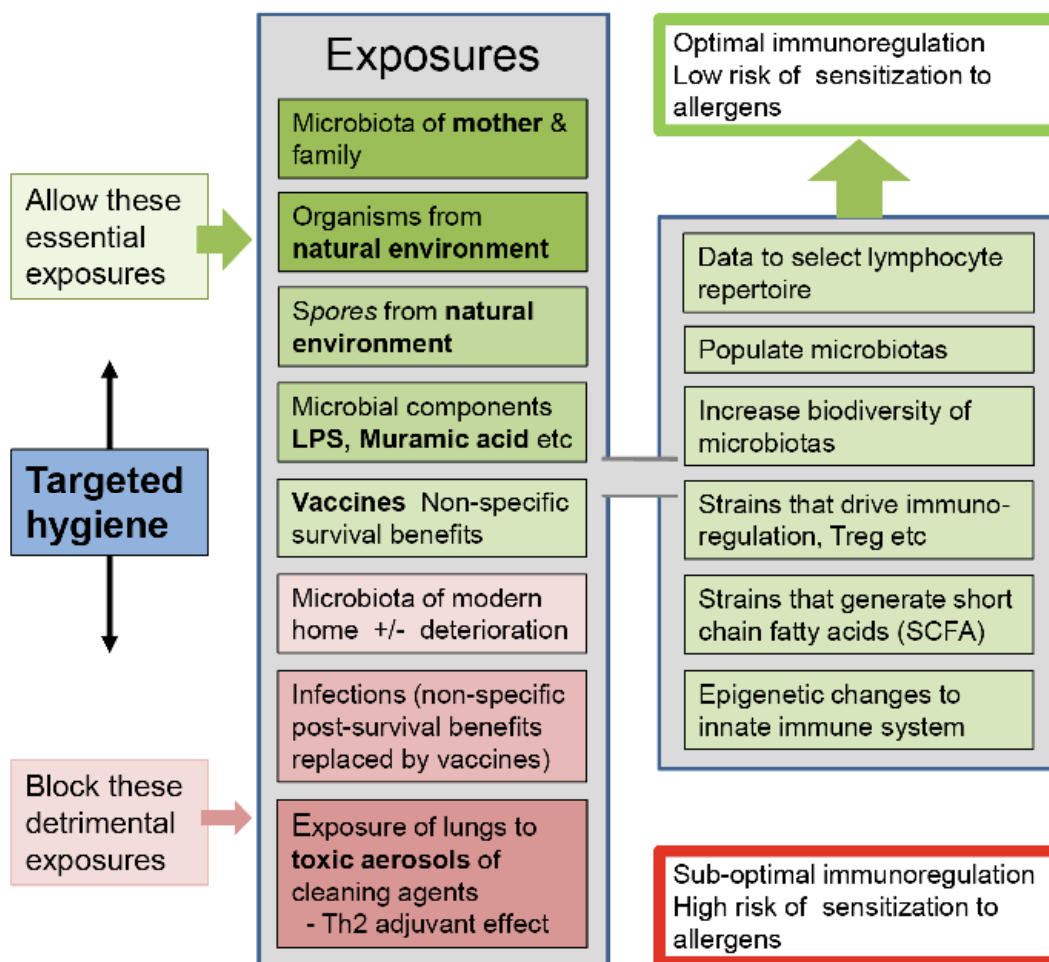 Exposures
Microbiota of mother &
family
Organisms from
natural environment
Spores from natural
environment
Microbial components
LPS, Muramic acid etc
Vaccines Non-specific
survival benefits
Microbiota of modern
home +/- deterioration
Infections (non-specific
post-survival benefits
replaced by vaccines)
Exposure of lungs to
toxic aerosols of
cleaning agents
- Th2 adjuvant effect
Allow these
essential
exposures
Targeted
hygiene
Block these
detrimental
exposures
Optimal immunoregulation
Low risk of sensitization to
allergens
Data to select lymphocyte
repertoire
Populate microbiotas
Increase biodiversity of
microbiotas
Strains that drive immuno-
regulation, Treg etc
Strains that generate short
chain fatty acids (SCFA)
Epigenetic changes to
innate immune system
Sub-optimal immunoregulation
High risk of sensitization to
allergens